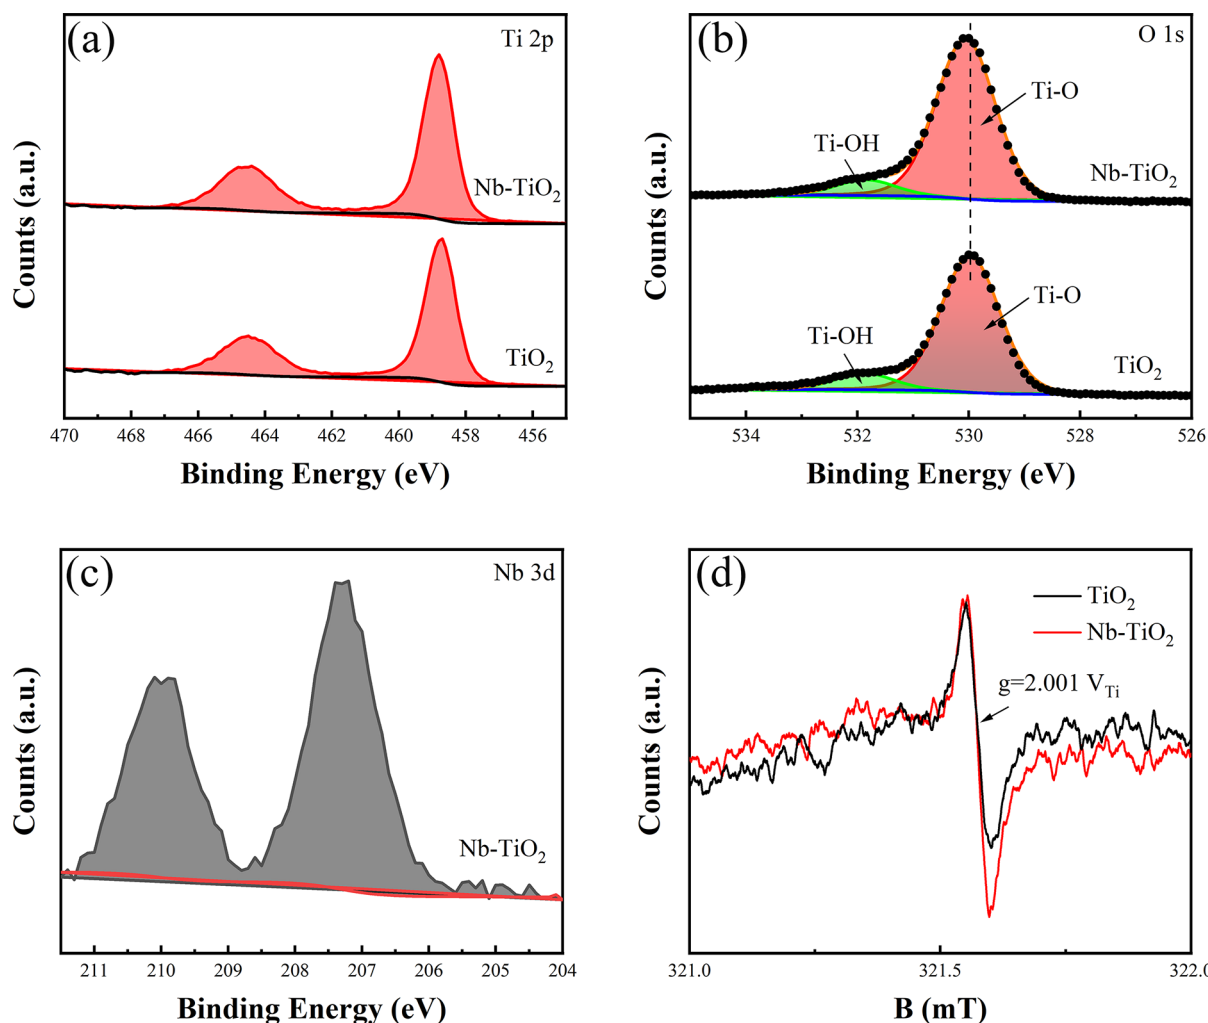 (a)
Ti 2p
Nb-TiO₂
TiO₂
Counts (a.u.)
470 468 466 464 462 460 458 456
Binding Energy (eV)
(b)
O 1s
Ti-O
Ti-OH
Nb-TiO₂
Ti-O
Ti-OH
TiO₂
Counts (a.u.)
534 532 530 528 526
Binding Energy (eV)
(c)
Nb 3d
Nb-TiO₂
Counts (a.u.)
211 210 209 208 207 206 205 204
Binding Energy (eV)
(d)
TiO₂
Nb-TiO₂
g=2.001 V_Ti
Counts (a.u.)
321.0 321.5 322.0
B (mT)